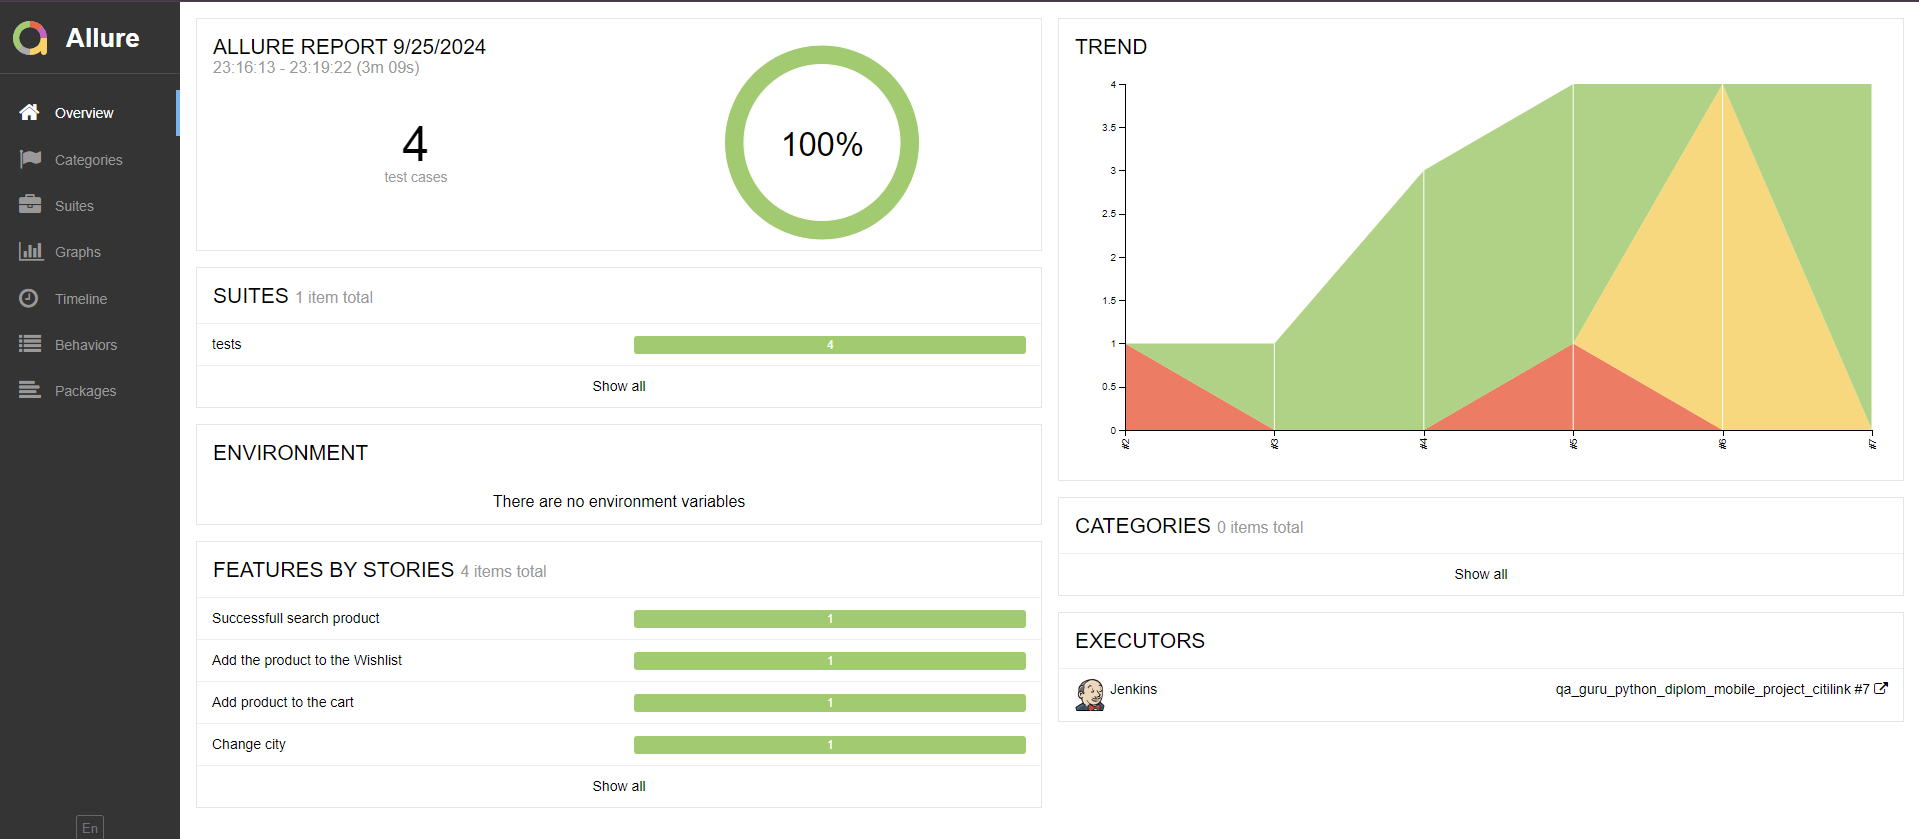 Allure
Overview
Categories
Suites
Graphs
Timeline
Behaviors
Packages
En
ALLURE REPORT 9/25/2024
23:16:13 - 23:19:22 (3m 09s)
4
test cases
100%
SUITES 1 item total
tests 4
Show all
ENVIRONMENT
There are no environment variables
FEATURES BY STORIES 4 items total
Successfull search product 1
Add the product to the Wishlist 1
Add product to the cart 1
Change city 1
Show all
TREND
4
3.5
3
2.5
2
1.5
1
0.5
0
#2 #3 #4 #5 #6 #7
CATEGORIES 0 items total
Show all
EXECUTORS
Jenkins qa_guru_python_diplom_mobile_project_citilink #7